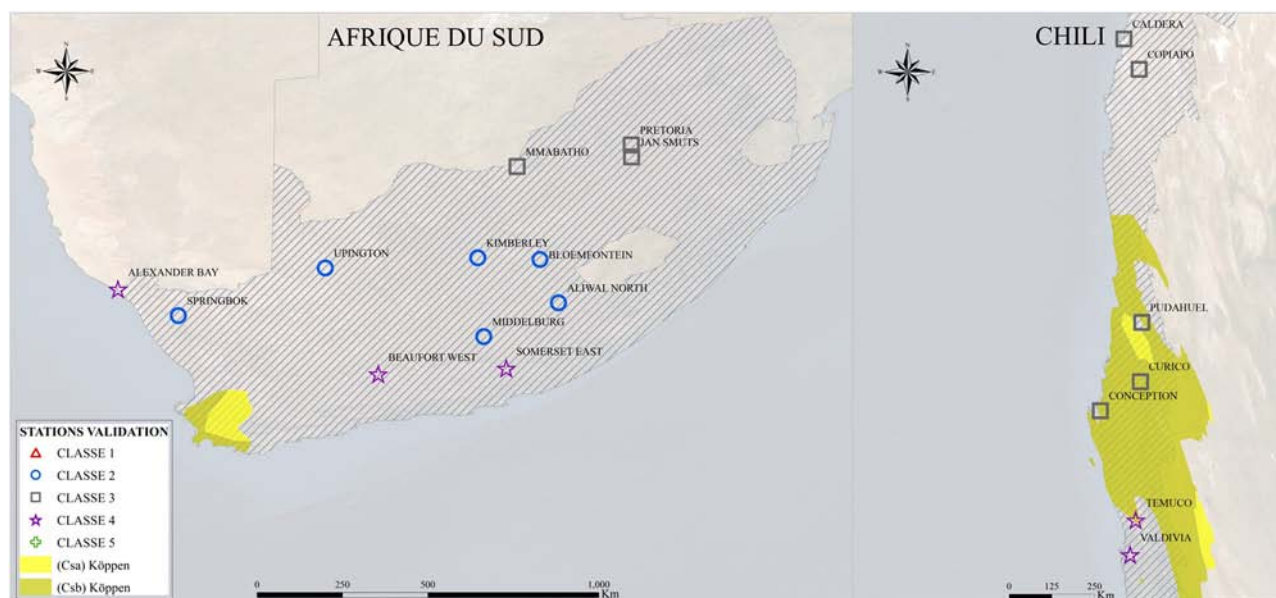 AFRIQUE DU SUD
N
W
E
S
PRETORIA
JAN SMUTS
MMABATHO
KIMBERLEY
UPINGTON
BLOEMFONTEIN
ALEXANDER BAY
ALIWAL NORTH
SPRINGBOK
MIDDELBURG
BEAUFORT WEST
SOMERSET EAST
STATIONS VALIDATION
CLASSE 1
CLASSE 2
CLASSE 3
CLASSE 4
CLASSE 5
(Csa) Köppen
(Csb) Köppen
0 250 500 1,000
Km
CHILI
N
W
E
S
CALDERA
COPIAPO
PUDAHUEL
CURICO
CONCEPTION
TEMUCO
VALDIVIA
0 125 250
Km